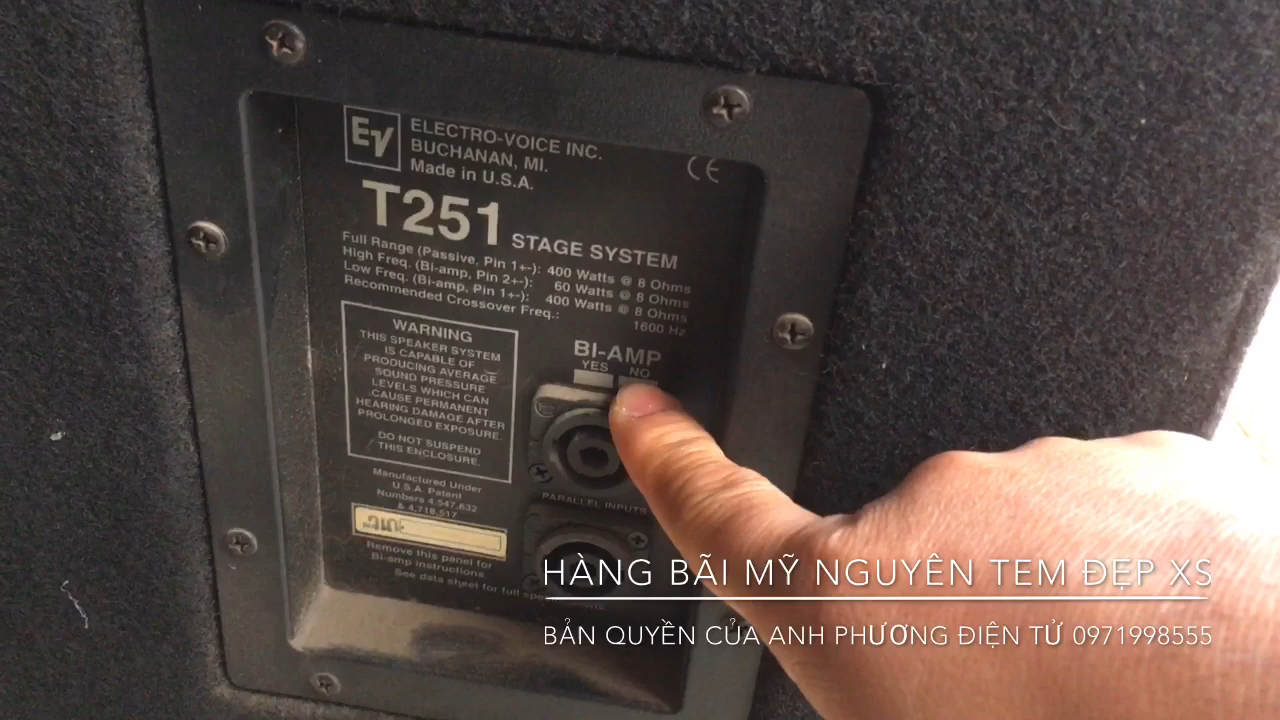 EV
ELECTRO-VOICE INC.
BUCHANAN, MI.
Made in U.S.A.
CE
T251 STAGE SYSTEM
Full Range (Passive, Pin 1+-): 400 Watts @ 8 Ohms
High Freq. (Bi-amp, Pin 2+-): 60 Watts @ 8 Ohms
Low Freq. (Bi-amp, Pin 1+-): 400 Watts @ 8 Ohms
Recommended Crossover Freq.: 1600 Hz
WARNING
THIS SPEAKER SYSTEM
IS CAPABLE OF
PRODUCING AVERAGE
SOUND PRESSURE
LEVELS WHICH CAN
CAUSE PERMANENT
HEARING DAMAGE AFTER
PROLONGED EXPOSURE.
DO NOT SUSPEND
THIS ENCLOSURE.
BI-AMP
YES NO
PARALLEL INPUTS
Manufactured Under
U.S.A. Patent
Numbers 4,547,632
& 4,718,517
Remove this panel for
Bi-amp instructions
See data sheet for full
HÀNG BÃI MỸ NGUYÊN TEM ĐẸP XS
BẢN QUYỀN CỦA ANH PHƯƠNG ĐIỆN TỬ 0971998555